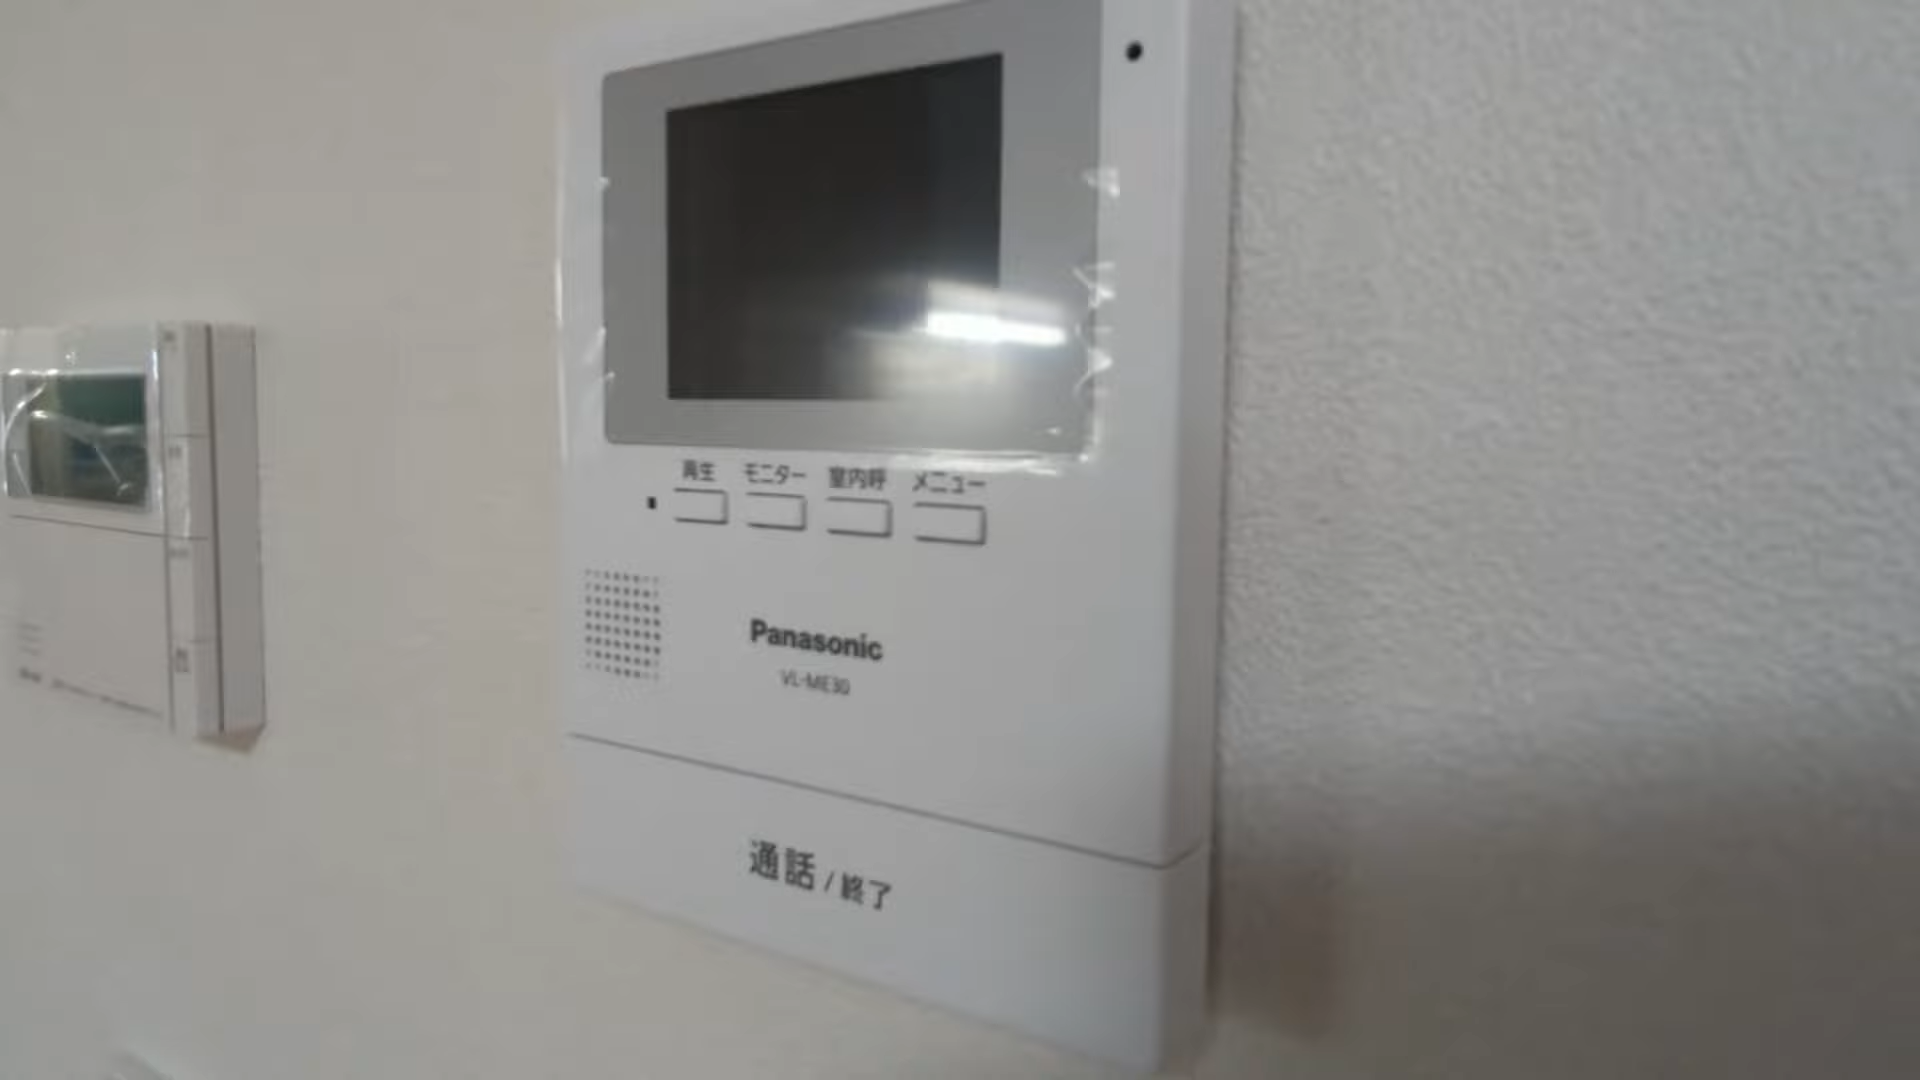 再生 モニター 室内呼 メニュー
Panasonic
VL-ME30
通話 / 終了